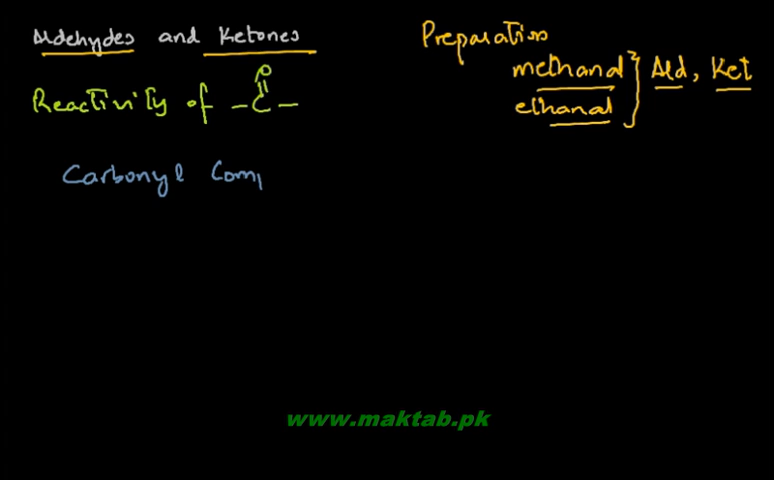 Aldehydes and Ketones
Reactivity of -C-
O
Carbonyl Com
Preparation
methanal } Ald, Ket
ethanal
www.maktab.pk